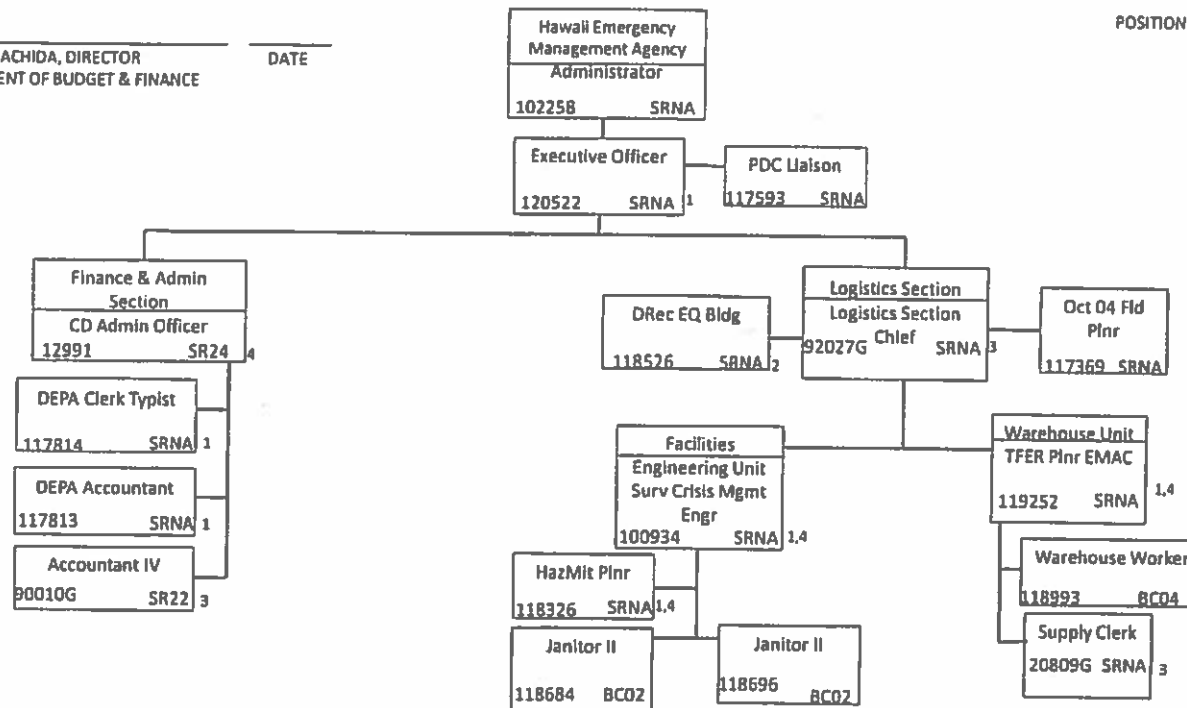 ACHIDA, DIRECTOR
DATE
ENT OF BUDGET & FINANCE
POSITION
Hawaii Emergency
Management Agency
Administrator
102258 SRNA
Executive Officer
120522 SRNA 1
PDC Liaison
117593 SRNA
Finance & Admin
Section
CD Admin Officer
12991 SR24 4
DEPA Clerk Typist
117814 SRNA 1
DEPA Accountant
117813 SRNA 1
Accountant IV
90010G SR22 3
DRec EQ Bldg
118526 SRNA 2
Logistics Section
Logistics Section
Chief
92027G SRNA 3
Oct 04 Fld
Plnr
117369 SRNA
Facilities
Engineering Unit
Surv Crisis Mgmt
Engr
100934 SRNA 1,4
Warehouse Unit
TFER Plnr EMAC
119252 SRNA 1,4
HazMit Plnr
118326 SRNA 1,4
Janitor II
118684 BC02
Janitor II
118696 BC02
Warehouse Worker
118993 BC04
Supply Clerk
20809G SRNA 3